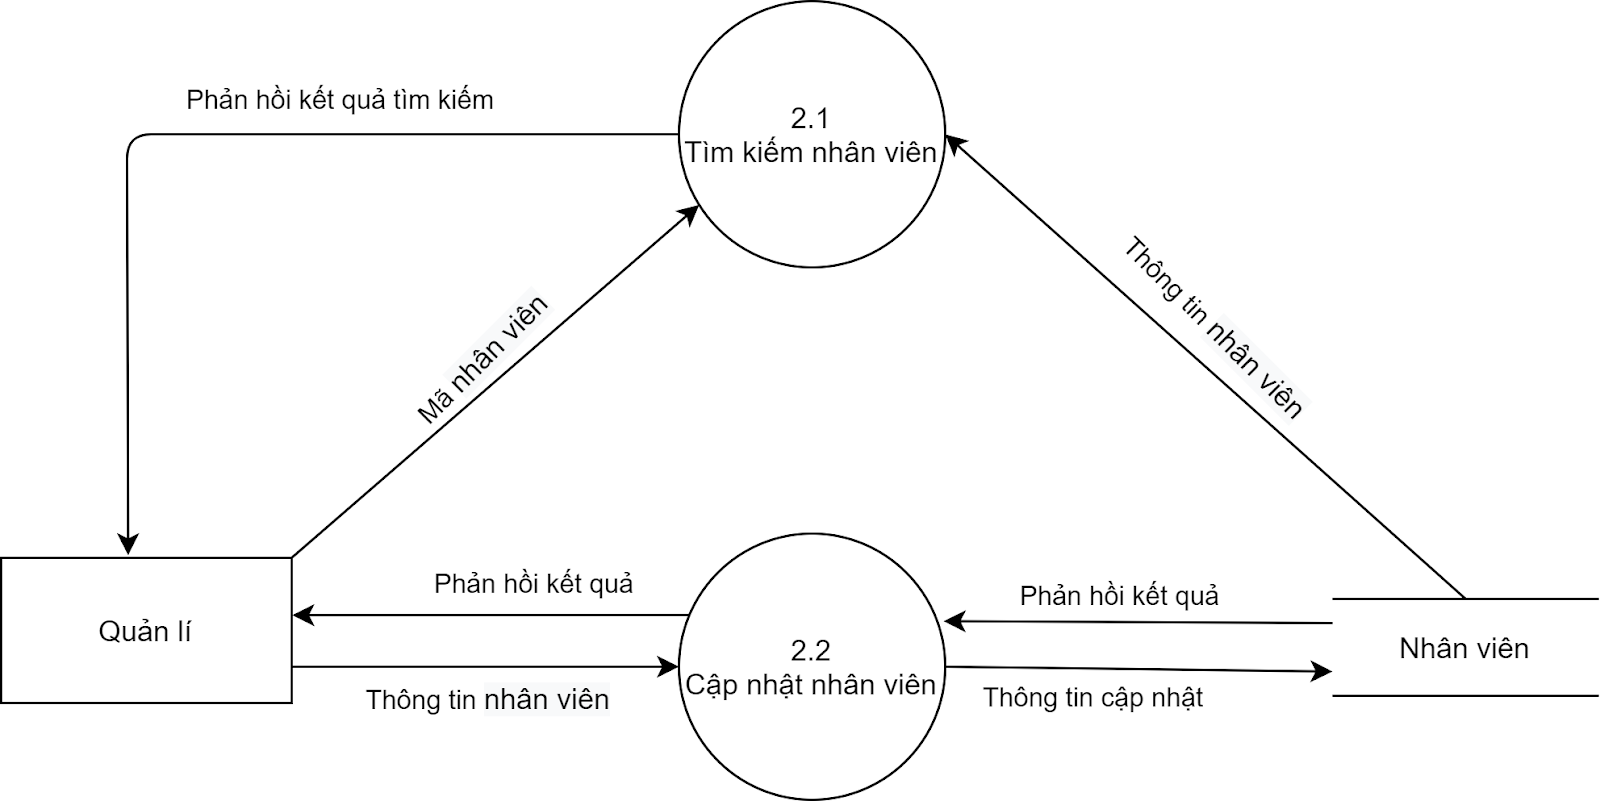 Phản hồi kết quả tìm kiếm
2.1
Tìm kiếm nhân viên
Mã nhân viên
Thông tin nhân viên
Quản lí
Phản hồi kết quả
Thông tin nhân viên
2.2
Cập nhật nhân viên
Phản hồi kết quả
Thông tin cập nhật
Nhân viên